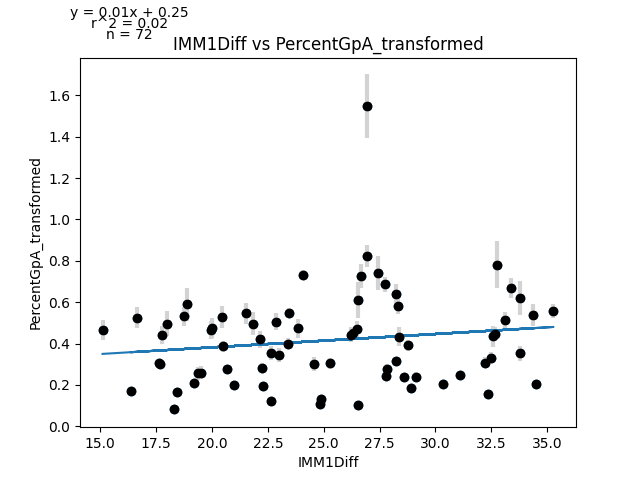 y = 0.01x + 0.25
r^2 = 0.02
n = 72
IMM1Diff vs PercentGpA_transformed
PercentGpA_transformed
1.6
1.4
1.2
1.0
0.8
0.6
0.4
0.2
0.0
15.0 17.5 20.0 22.5 25.0 27.5 30.0 32.5 35.0
IMM1Diff